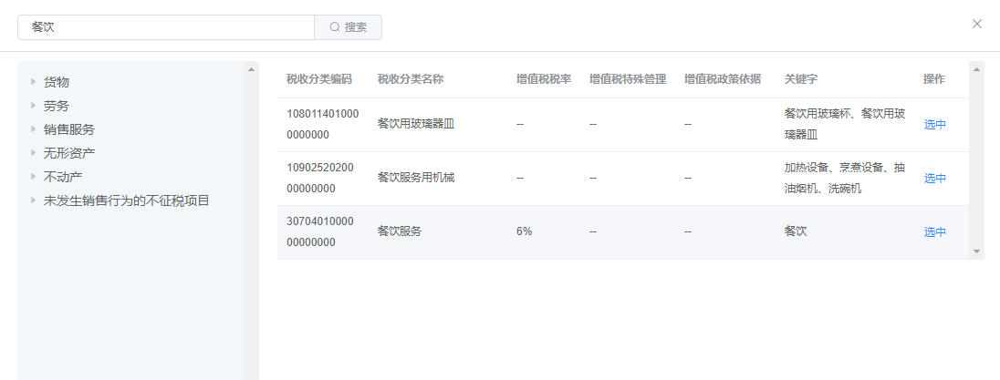 餐饮
搜索
货物
劳务
销售服务
无形资产
不动产
未发生销售行为的不征税项目
税收分类编码 税收分类名称 增值税税率 增值税特殊管理 增值税政策依据 关键字 操作
108011401000
0000000
餐饮用玻璃器皿 -- -- --
餐饮用玻璃杯、餐饮用玻
璃器皿
选中
10902520200
00000000
餐饮服务用机械 -- -- --
加热设备、烹煮设备、抽
油烟机、洗碗机
选中
30704010000
00000000
餐饮服务 6% -- -- 餐饮 选中